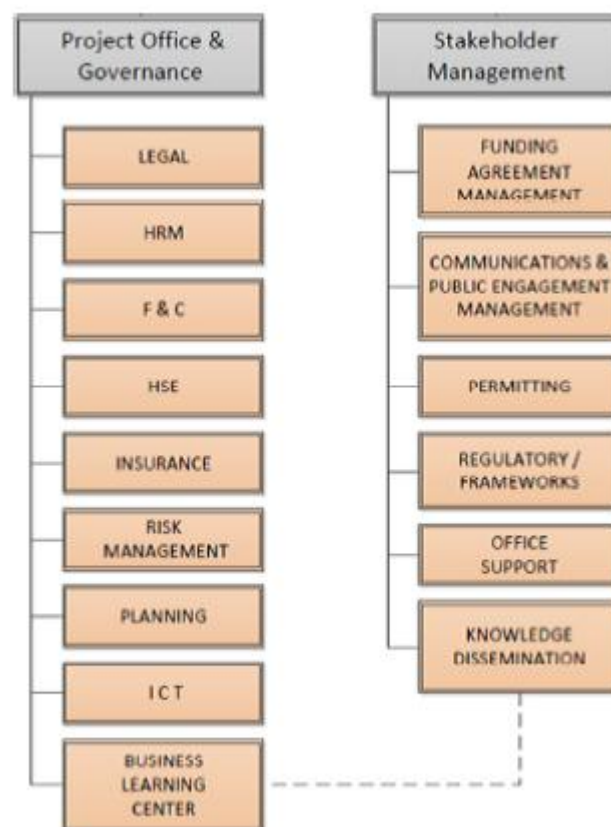 Project Office &
Governance
LEGAL
HRM
F & C
HSE
INSURANCE
RISK
MANAGEMENT
PLANNING
I C T
BUSINESS
LEARNING
CENTER
Stakeholder
Management
FUNDING
AGREEMENT
MANAGEMENT
COMMUNICATIONS &
PUBLIC ENGAGEMENT
MANAGEMENT
PERMITTING
REGULATORY /
FRAMEWORKS
OFFICE
SUPPORT
KNOWLEDGE
DISSEMINATION